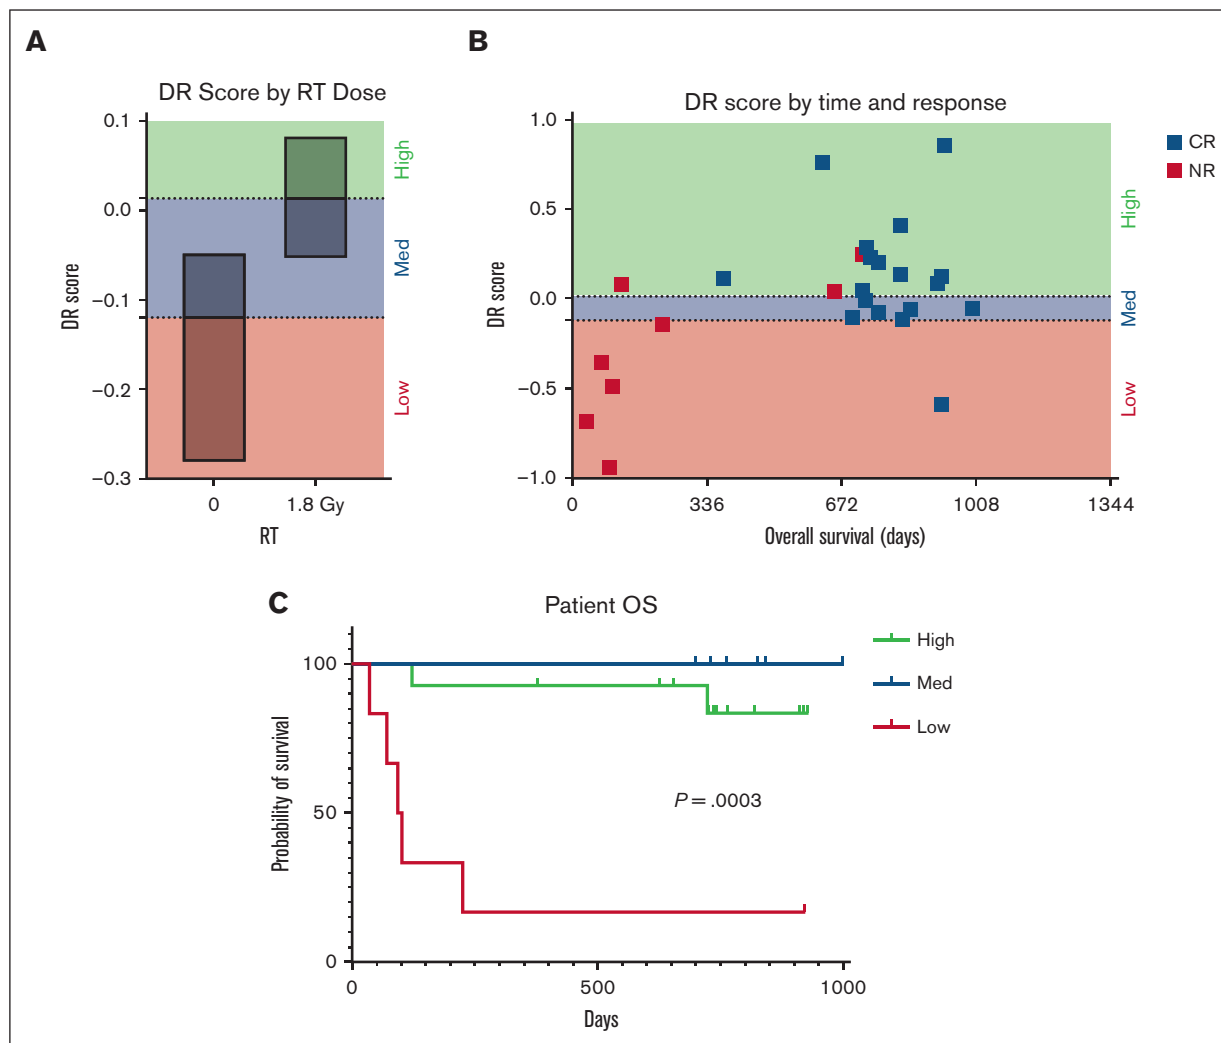 A
DR Score by RT Dose
0.1
0.0
−0.1
−0.2
−0.3
DR score
High
Med
Low
0
1.8 Gy
RT
B
DR score by time and response
1.0
0.5
0.0
−0.5
−1.0
DR score
High
Med
Low
0
336
672
1008
1344
Overall survival (days)
CR
NR
C
Patient OS
100
50
0
Probability of survival
P = .0003
0
500
1000
Days
High
Med
Low